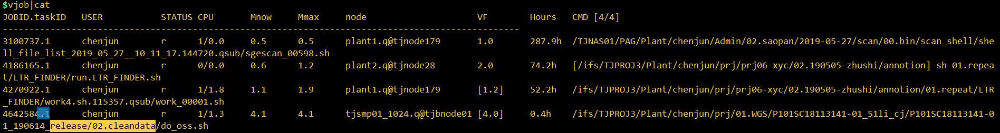 $vjob|cat
JOBID.taskID   USER           STATUS CPU       Mnow     Mmax     node                     VF        Hours   CMD [4/4]
--------------------------------------------------------------------------------------------------
3100737.1      chenjun        r      1/0.0     0.5      0.5      plant1.q@tjnode179       1.0       287.9h  /TJNAS01/PAG/Plant/chenjun/Admin/02.saopan/2019-05-27/scan/00.bin/scan_shell/she
ll_file_list_2019_05_27__10_11_17.144720.qsub/sgescan_00598.sh
4186165.1      chenjun        r      0/0.0     0.6      1.2      plant2.q@tjnode28        2.0       74.2h   [/ifs/TJPROJ3/Plant/chenjun/prj/prj06-xyc/02.190505-zhushi/annotion] sh 01.repea
t/LTR_FINDER/run.LTR_FINDER.sh
4270922.1      chenjun        r      1/1.8     1.1      1.9      plant1.q@tjnode179       [1.2]     52.2h   /ifs/TJPROJ3/Plant/chenjun/prj/prj06-xyc/02.190505-zhushi/annotion/01.repeat/LTR
_FINDER/work4.sh.115357.qsub/work_00001.sh
4642584.1      chenjun        r      1/1.3     4.1      4.1      tjsmp01_1024.q@tjbnode01 [4.0]     0.4h    /ifs/TJPROJ3/Plant/chenjun/prj/01.WGS/P101SC18113141-01_51li_cj/P101SC18113141-0
1_190614_release/02.cleandata/do_oss.sh